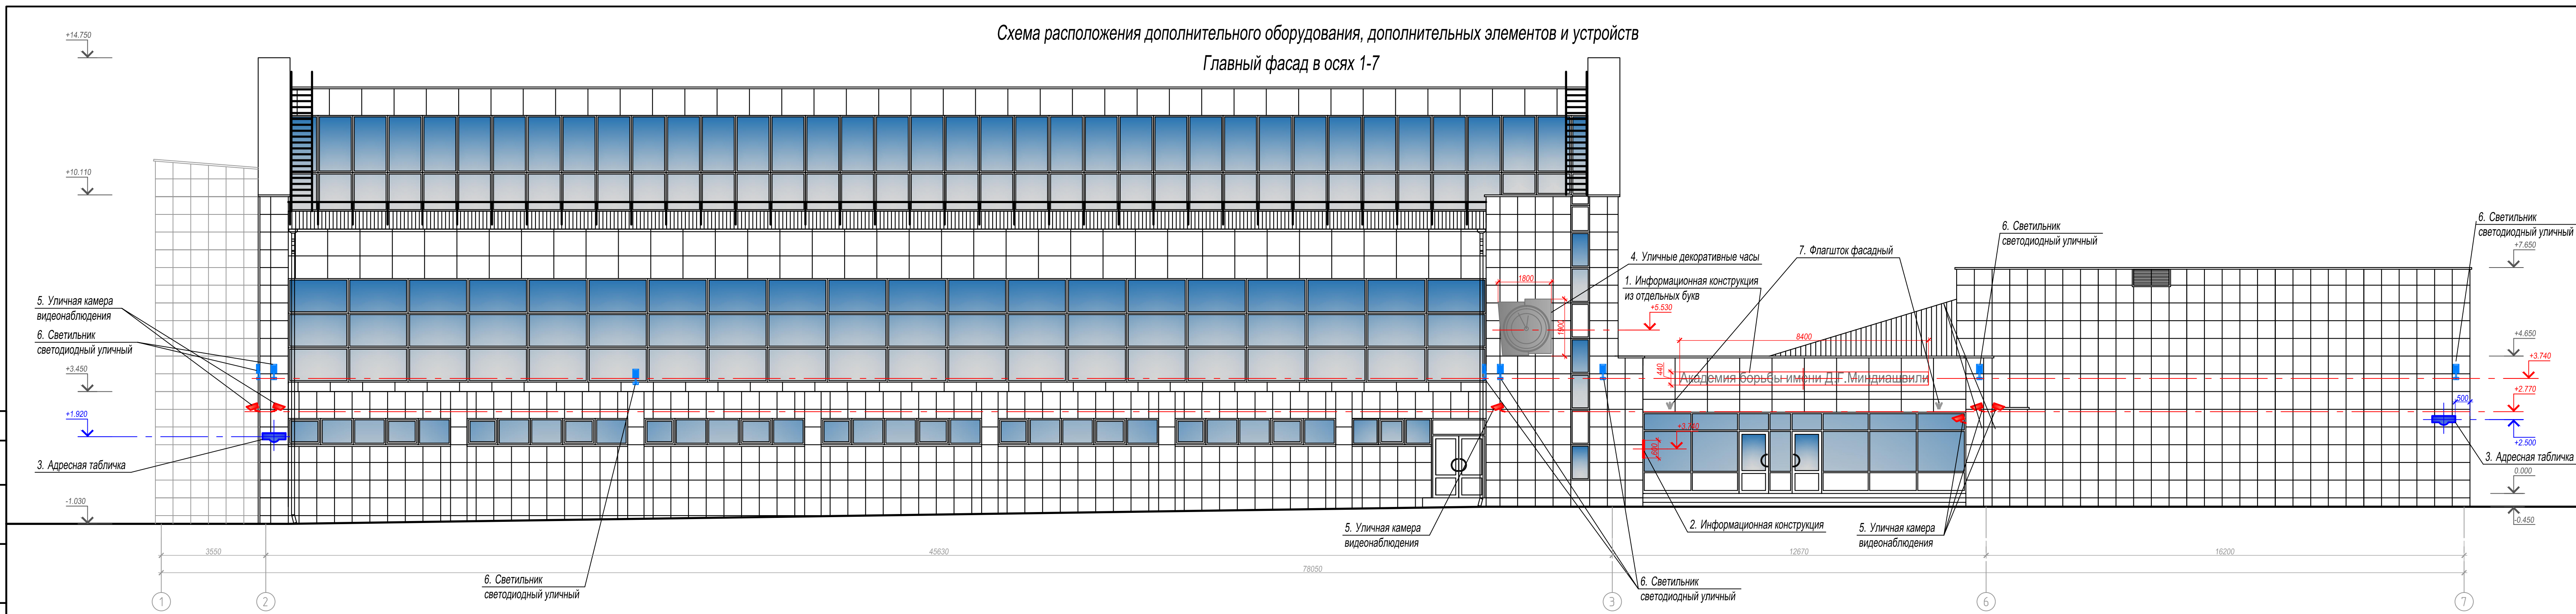 Схема расположения дополнительного оборудования, дополнительных элементов и устройств
Главный фасад в осях 1-7
+14.750
+10.110
5. Уличная камера
видеонаблюдения
6. Светильник
светодиодный уличный
+3.450
+1.920
3. Адресная табличка
-1.030
4. Уличные декоративные часы
1. Информационная конструкция
из отдельных букв
7. Флагшток фасадный
6. Светильник
светодиодный уличный
6. Светильник
светодиодный уличный
+7.650
1800
1900
+5.530
8400
440
Академия борьбы имени Д.Г.Миндиашвили
+4.650
+3.740
+2.770
500
+2.500
3. Адресная табличка
0.000
-0.450
5. Уличная камера
видеонаблюдения
2. Информационная конструкция
5. Уличная камера
видеонаблюдения
6. Светильник
светодиодный уличный
6. Светильник
светодиодный уличный
3550
45630
12670
16200
78050
1
2
3
6
7